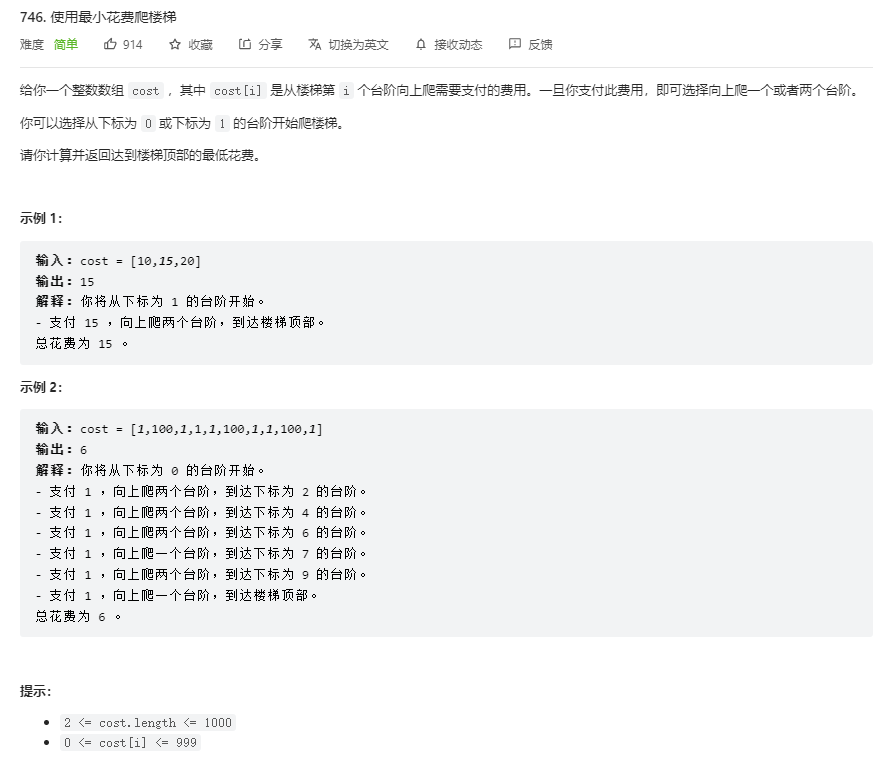 746. 使用最小花费爬楼梯
难度 简单 914 收藏 分享 切换为英文 接收动态 反馈
给你一个整数数组 cost ，其中 cost[i] 是从楼梯第 i 个台阶向上爬需要支付的费用。一旦你支付此费用，即可选择向上爬一个或者两个台阶。
你可以选择从下标为 0 或下标为 1 的台阶开始爬楼梯。
请你计算并返回达到楼梯顶部的最低花费。
示例 1：
输入：cost = [10,15,20]
输出：15
解释：你将从下标为 1 的台阶开始。
- 支付 15 ，向上爬两个台阶，到达楼梯顶部。
总花费为 15 。
示例 2：
输入：cost = [1,100,1,1,1,100,1,1,100,1]
输出：6
解释：你将从下标为 0 的台阶开始。
- 支付 1 ，向上爬两个台阶，到达下标为 2 的台阶。
- 支付 1 ，向上爬两个台阶，到达下标为 4 的台阶。
- 支付 1 ，向上爬两个台阶，到达下标为 6 的台阶。
- 支付 1 ，向上爬一个台阶，到达下标为 7 的台阶。
- 支付 1 ，向上爬两个台阶，到达下标为 9 的台阶。
- 支付 1 ，向上爬一个台阶，到达楼梯顶部。
总花费为 6 。
提示：
2 <= cost.length <= 1000
0 <= cost[i] <= 999